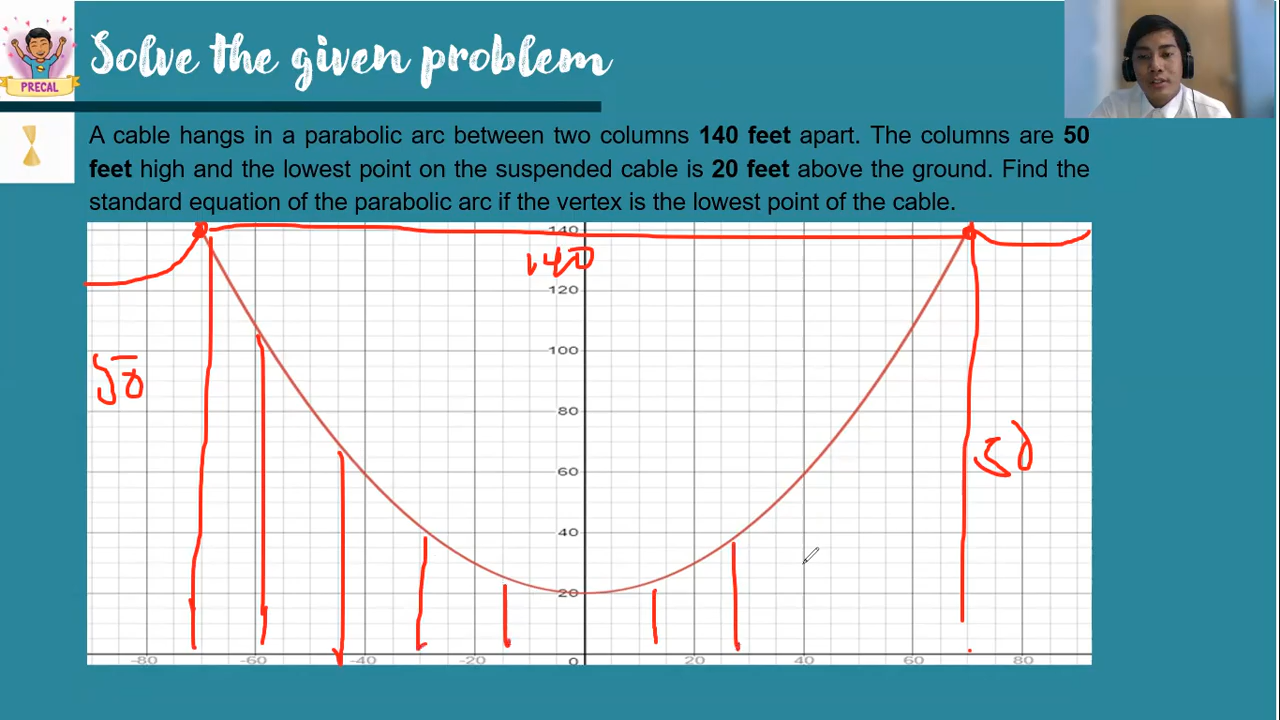 Solve the given problem
PRECAL
A cable hangs in a parabolic arc between two columns 140 feet apart. The columns are 50
feet high and the lowest point on the suspended cable is 20 feet above the ground. Find the
standard equation of the parabolic arc if the vertex is the lowest point of the cable.
140
140
120
50
100
80
50
60
40
20
-80 -60 -40 -20 0 20 40 60 80